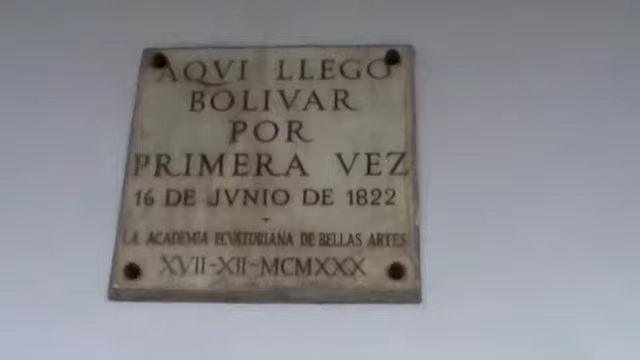 AQVI LLEGO
BOLIVAR
POR
PRIMERA VEZ
16 DE JVNIO DE 1822
LA ACADEMIA ECVATORIANA DE BELLAS ARTES
XVII-XII-MCMXXX